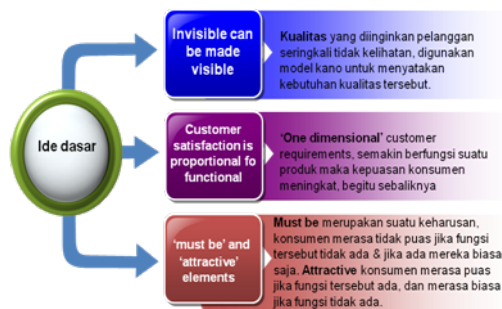 Ide dasar
Invisible can
be made
visible
Kualitas yang diinginkan pelanggan
seringkali tidak kelihatan, digunakan
model kano untuk menyatakan
kebutuhan kualitas tersebut.
Customer
satisfaction is
proportional fo
functional
‘One dimensional’ customer
requirements, semakin berfungsi suatu
produk maka kepuasan konsumen
meningkat, begitu sebaliknya
‘must be’ and
‘attractive’
elements
Must be merupakan suatu keharusan,
konsumen merasa tidak puas jika fungsi
tersebut tidak ada & jika ada mereka biasa
saja. Attractive konsumen merasa puas
jika fungsi tersebut ada, dan merasa biasa
jika fungsi tidak ada.